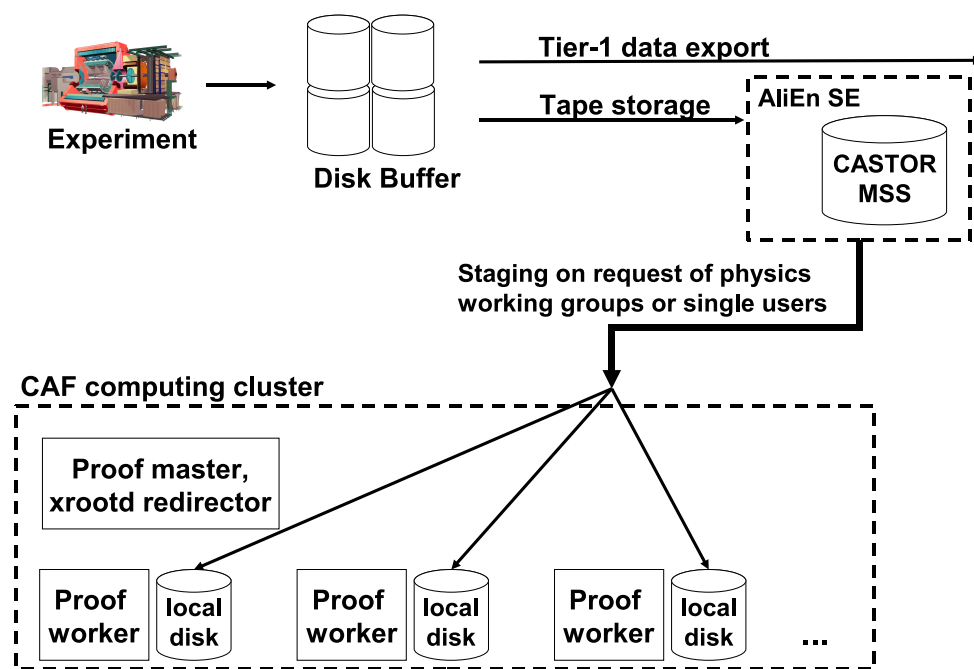 Tier-1 data export
Experiment
Disk Buffer
Tape storage
AliEn SE
CASTOR
MSS
Staging on request of physics
working groups or single users
CAF computing cluster
Proof master,
xrootd redirector
Proof
worker
local
disk
Proof
worker
local
disk
Proof
worker
local
disk
...